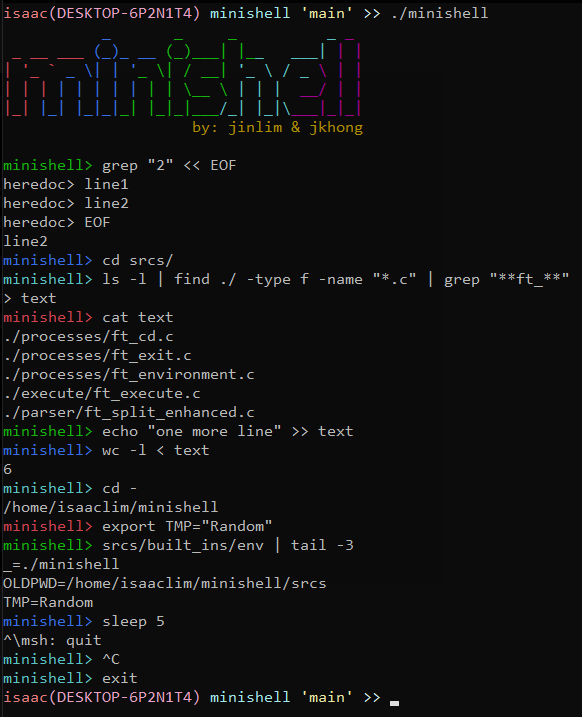 isaac(DESKTOP-6P2N1T4) minishell 'main' >> ./minishell
minishell
by: jinlim & jkhong
minishell> grep "2" << EOF
heredoc> line1
heredoc> line2
heredoc> EOF
line2
minishell> cd srcs/
minishell> ls -l | find ./ -type f -name "*.c" | grep "**ft_**"
> text
minishell> cat text
./processes/ft_cd.c
./processes/ft_exit.c
./processes/ft_environment.c
./execute/ft_execute.c
./parser/ft_split_enhanced.c
minishell> echo "one more line" >> text
minishell> wc -l < text
6
minishell> cd -
/home/isaaclim/minishell
minishell> export TMP="Random"
minishell> srcs/built_ins/env | tail -3
_=./minishell
OLDPWD=/home/isaaclim/minishell/srcs
TMP=Random
minishell> sleep 5
^\msh: quit
minishell> ^C
minishell> exit
isaac(DESKTOP-6P2N1T4) minishell 'main' >>